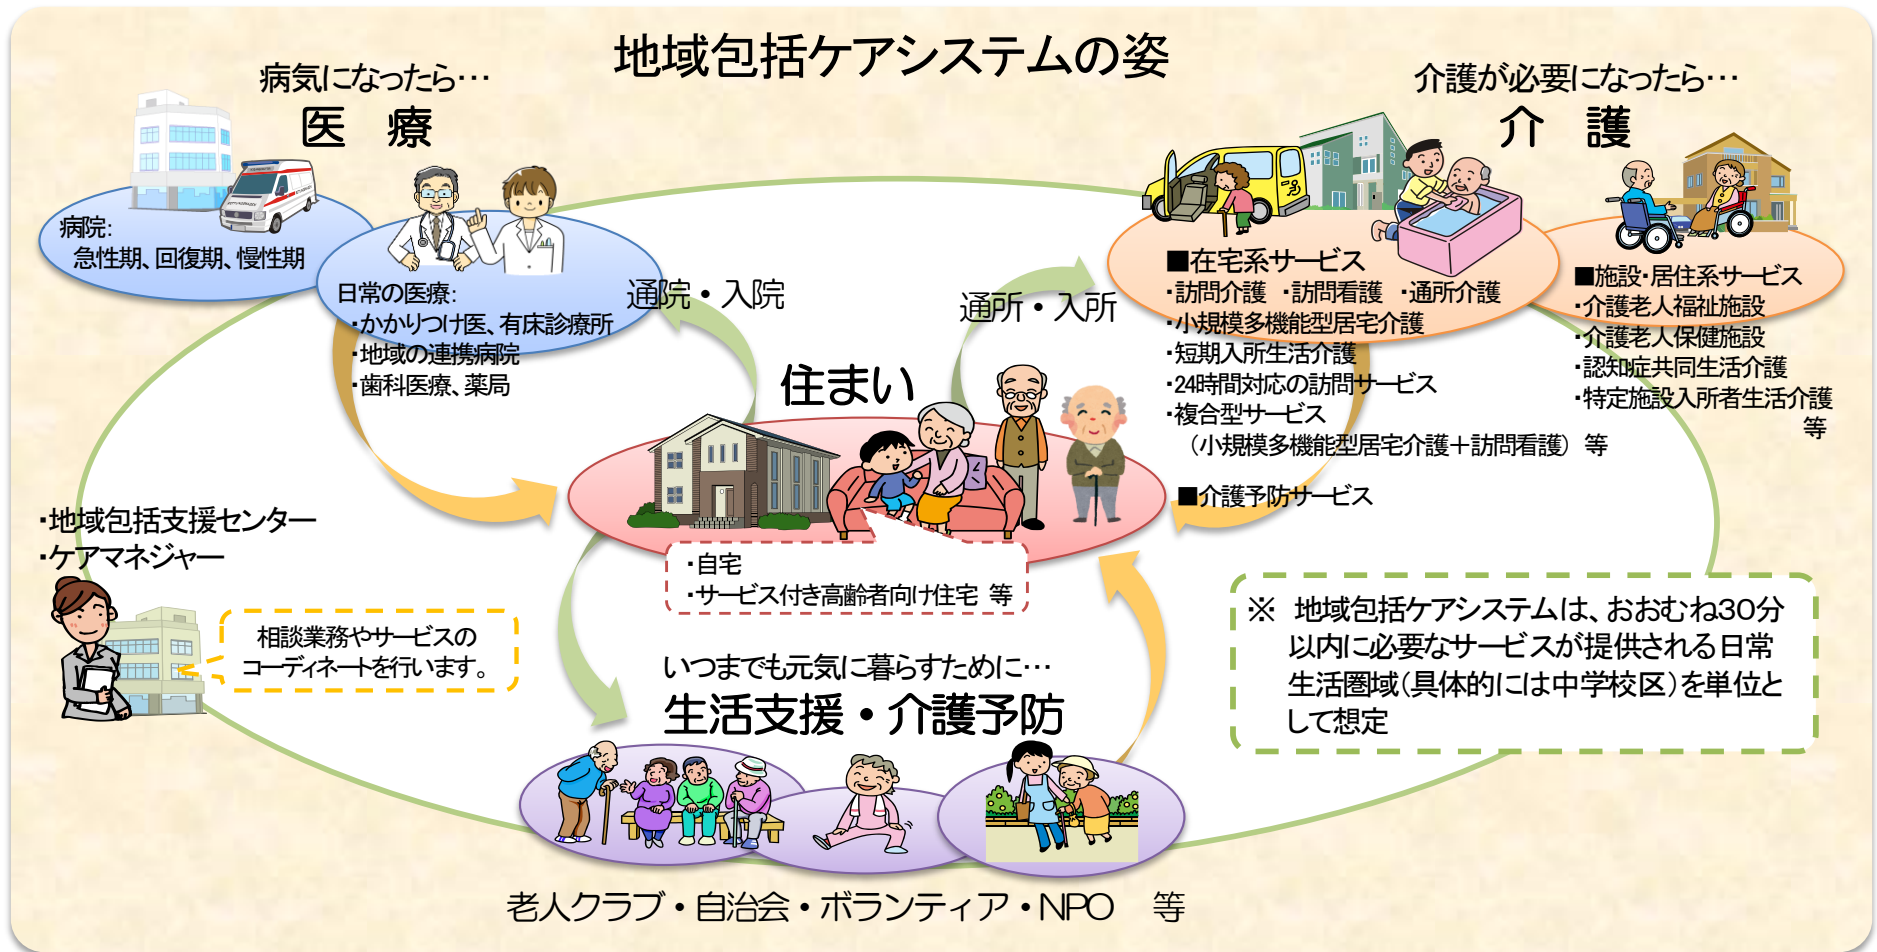 地域包括ケアシステムの姿
病気になったら…
医 療
病院:
急性期、回復期、慢性期
日常の医療:
・かかりつけ医、有床診療所
・地域の連携病院
・歯科医療、薬局
通院・入院
通所・入所
介護が必要になったら…
介 護
■在宅系サービス
・訪問介護 ・訪問看護 ・通所介護
・小規模多機能型居宅介護
・短期入所生活介護
・24時間対応の訪問サービス
・複合型サービス
(小規模多機能型居宅介護+訪問看護) 等
■介護予防サービス
■施設・居住系サービス
・介護老人福祉施設
・介護老人保健施設
・認知症共同生活介護
・特定施設入所者生活介護
等
住まい
・自宅
・サービス付き高齢者向け住宅 等
・地域包括支援センター
・ケアマネジャー
相談業務やサービスの
コーディネートを行います。
いつまでも元気に暮らすために…
生活支援・介護予防
老人クラブ・自治会・ボランティア・NPO 等
※ 地域包括ケアシステムは、おおむね30分
以内に必要なサービスが提供される日常
生活圏域(具体的には中学校区)を単位と
して想定